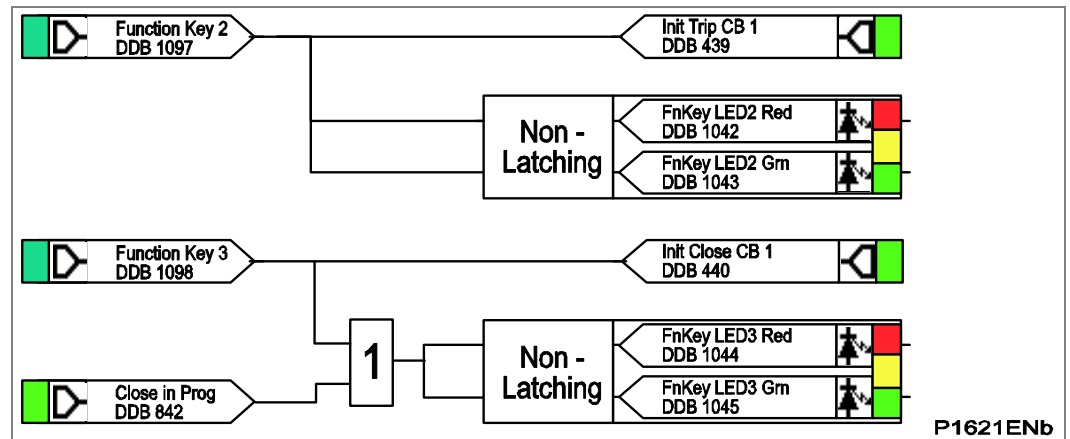 Function Key 2
DDB 1097
Init Trip CB 1
DDB 439
Non -
Latching
FnKey LED2 Red
DDB 1042
FnKey LED2 Grn
DDB 1043
Function Key 3
DDB 1098
Init Close CB 1
DDB 440
1
Non -
Latching
FnKey LED3 Red
DDB 1044
FnKey LED3 Grn
DDB 1045
Close in Prog
DDB 842
P1621ENb